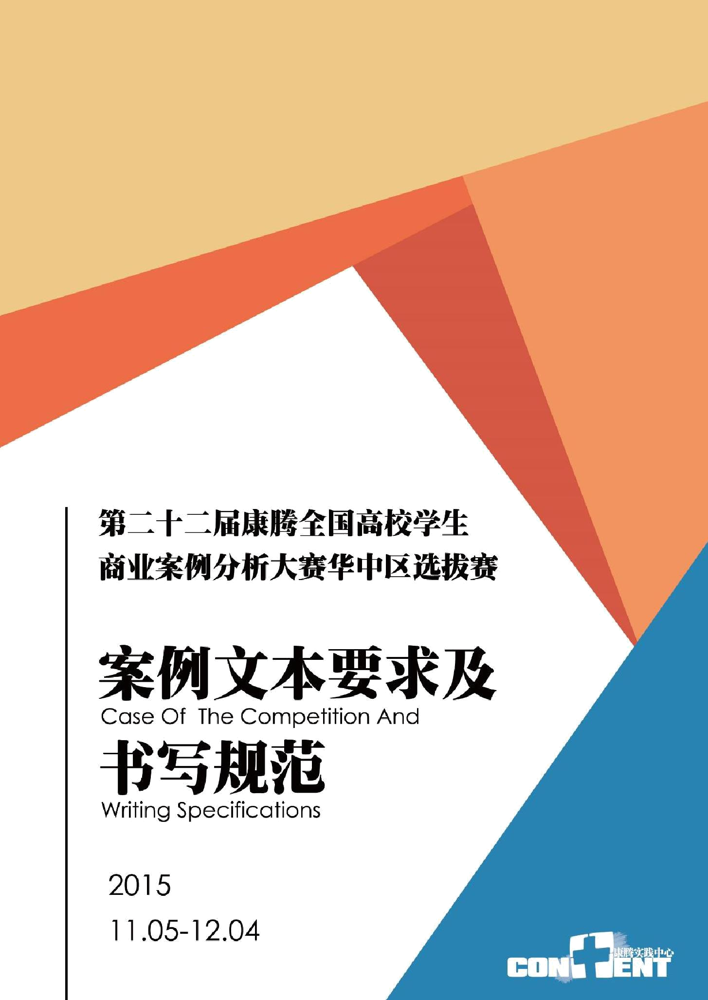 第二十二届康腾全国高校学生
商业案例分析大赛华中区选拔赛
案例文本要求及
Case Of The Competition And
书写规范
Writing Specifications
2015
11.05-12.04
康腾实践中心
CONTENT